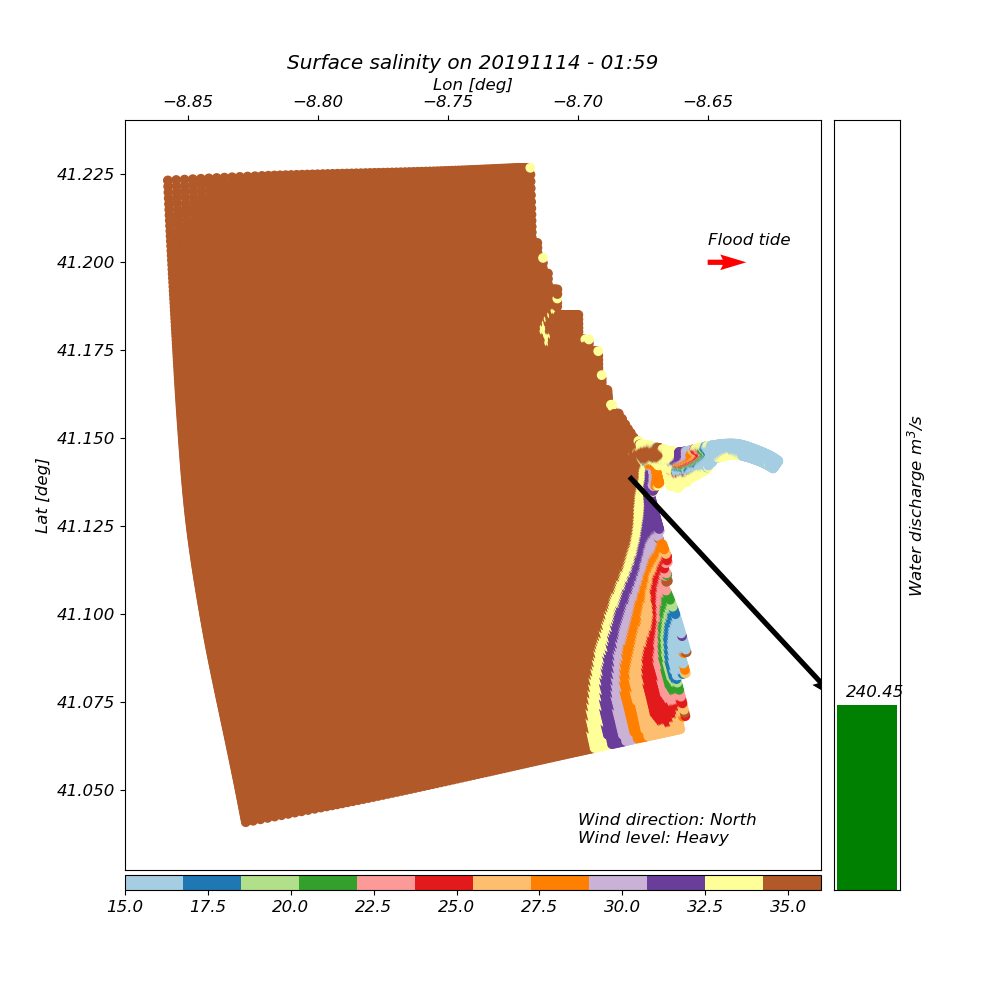 Surface salinity on 20191114 - 01:59
Lon [deg]
−8.85 −8.80 −8.75 −8.70 −8.65
41.225
41.200
41.175
41.150
41.125
41.100
41.075
41.050
Lat [deg]
Flood tide
Wind direction: North
Wind level: Heavy
240.45
Water discharge m³/s
15.0 17.5 20.0 22.5 25.0 27.5 30.0 32.5 35.0